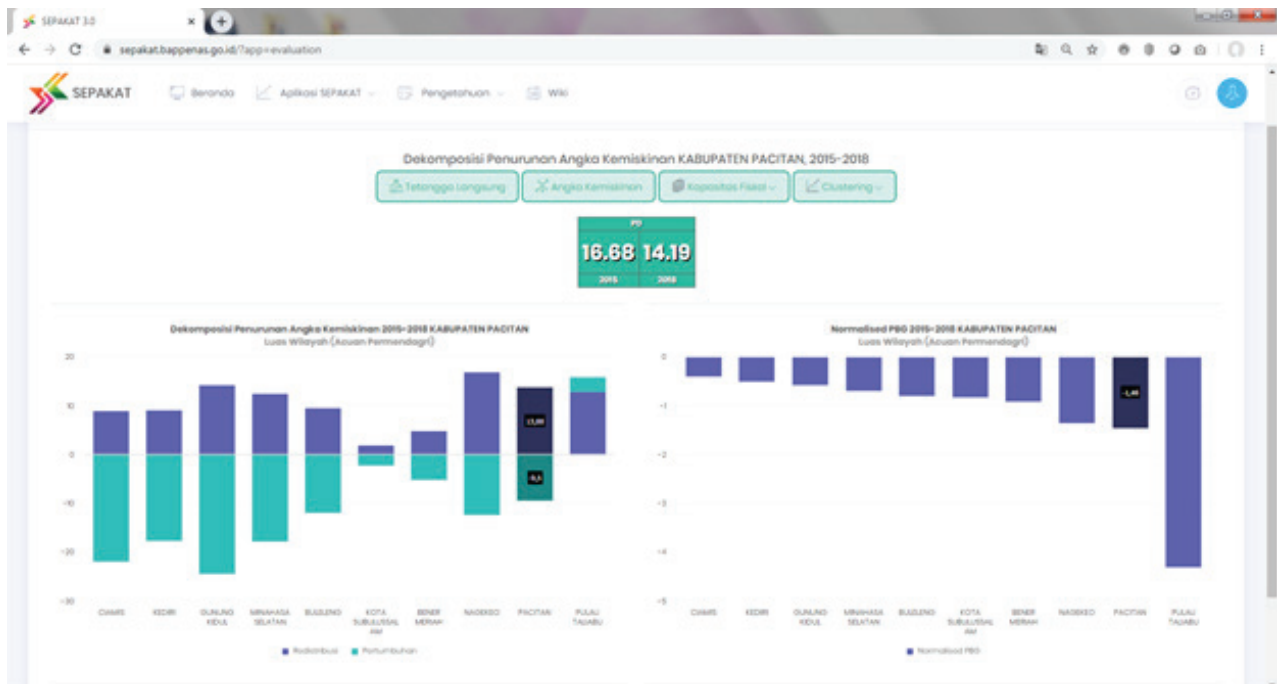 SEPAKAT 3.0
sepakat.bappenas.go.id/?app=evaluation
SEPAKAT Beranda Aplikasi SEPAKAT Pengetahuan Wiki
Dekomposisi Penurunan Angka Kemiskinan KABUPATEN PACITAN, 2015-2018
Tetangga Langsung Angka Kemiskinan Kapasitas Fiskal Clustering
P0
16.68 14.19
2015 2018
Dekomposisi Penurunan Angka Kemiskinan 2015-2018 KABUPATEN PACITAN
Luas Wilayah (Acuan Permendagri)
20
10
0
-10
-20
-30
-9,5
CIAMIS KEDIRI GUNUNG KIDUL MINAHASA SELATAN BULELENG KOTA SUBULUSSALAM BENER MERIAH NAGEKEO PACITAN PULAU TALIABU
Redistribusi Pertumbuhan
Normalised PBG 2015-2018 KABUPATEN PACITAN
Luas Wilayah (Acuan Permendagri)
0
-1
-2
-3
-4
-5
-1,46
CIAMIS KEDIRI GUNUNG KIDUL MINAHASA SELATAN BULELENG KOTA SUBULUSSALAM BENER MERIAH NAGEKEO PACITAN PULAU TALIABU
Normalised PBG